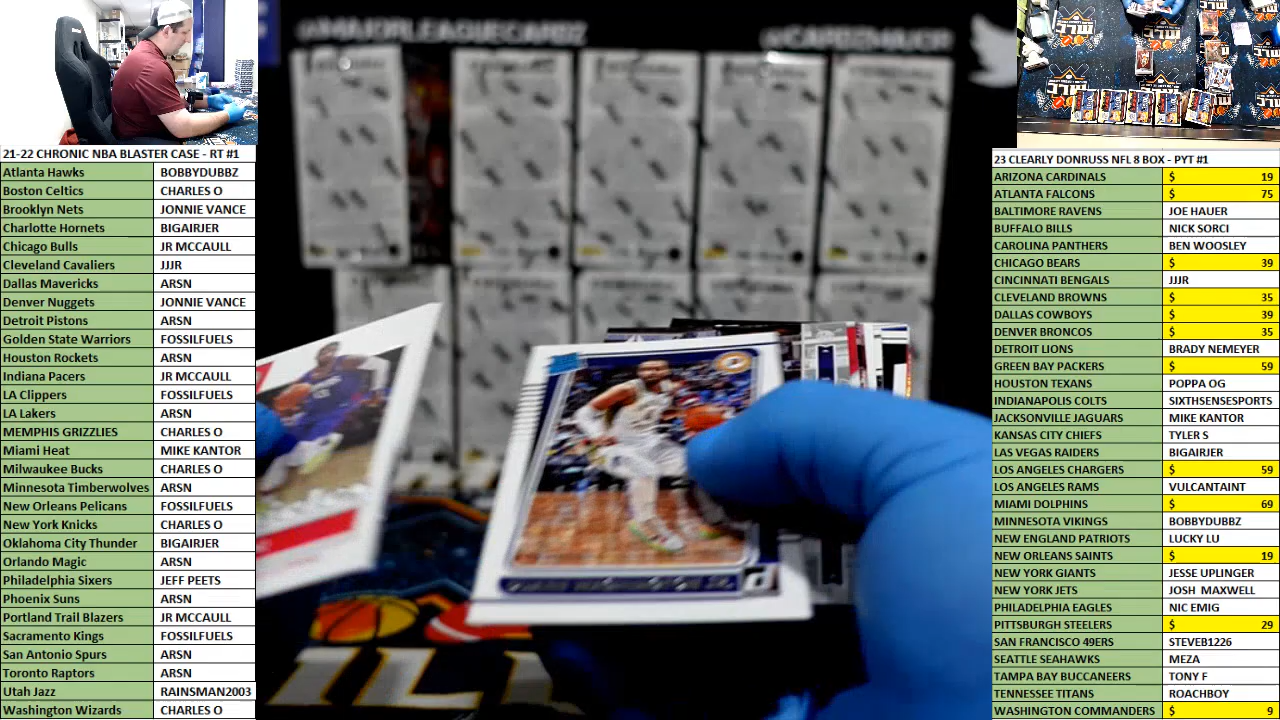 @MAJORLEAGUECARDZ
@CARDZMAJOR
21-22 CHRONIC NBA BLASTER CASE - RT #1
Atlanta Hawks BOBBYDUBBZ
Boston Celtics CHARLES O
Brooklyn Nets JONNIE VANCE
Charlotte Hornets BIGAIRJER
Chicago Bulls JR MCCAULL
Cleveland Cavaliers JJJR
Dallas Mavericks ARSN
Denver Nuggets JONNIE VANCE
Detroit Pistons ARSN
Golden State Warriors FOSSILFUELS
Houston Rockets ARSN
Indiana Pacers JR MCCAULL
LA Clippers FOSSILFUELS
LA Lakers ARSN
MEMPHIS GRIZZLIES CHARLES O
Miami Heat MIKE KANTOR
Milwaukee Bucks CHARLES O
Minnesota Timberwolves ARSN
New Orleans Pelicans FOSSILFUELS
New York Knicks CHARLES O
Oklahoma City Thunder BIGAIRJER
Orlando Magic ARSN
Philadelphia Sixers JEFF PEETS
Phoenix Suns ARSN
Portland Trail Blazers JR MCCAULL
Sacramento Kings FOSSILFUELS
San Antonio Spurs ARSN
Toronto Raptors ARSN
Utah Jazz RAINSMAN2003
Washington Wizards CHARLES O
23 CLEARLY DONRUSS NFL 8 BOX - PYT #1
ARIZONA CARDINALS $ 19
ATLANTA FALCONS $ 75
BALTIMORE RAVENS JOE HAUER
BUFFALO BILLS NICK SORCI
CAROLINA PANTHERS BEN WOOSLEY
CHICAGO BEARS $ 39
CINCINNATI BENGALS JJJR
CLEVELAND BROWNS $ 35
DALLAS COWBOYS $ 39
DENVER BRONCOS $ 35
DETROIT LIONS BRADY NEMEYER
GREEN BAY PACKERS $ 59
HOUSTON TEXANS POPPA OG
INDIANAPOLIS COLTS SIXTHSENSESPORTS
JACKSONVILLE JAGUARS MIKE KANTOR
KANSAS CITY CHIEFS TYLER S
LAS VEGAS RAIDERS BIGAIRJER
LOS ANGELES CHARGERS $ 59
LOS ANGELES RAMS VULCANTAINT
MIAMI DOLPHINS $ 69
MINNESOTA VIKINGS BOBBYDUBBZ
NEW ENGLAND PATRIOTS LUCKY LU
NEW ORLEANS SAINTS $ 19
NEW YORK GIANTS JESSE UPLINGER
NEW YORK JETS JOSH MAXWELL
PHILADELPHIA EAGLES NIC EMIG
PITTSBURGH STEELERS $ 29
SAN FRANCISCO 49ERS STEVEB1226
SEATTLE SEAHAWKS MEZA
TAMPA BAY BUCCANEERS TONY F
TENNESSEE TITANS ROACHBOY
WASHINGTON COMMANDERS $ 9